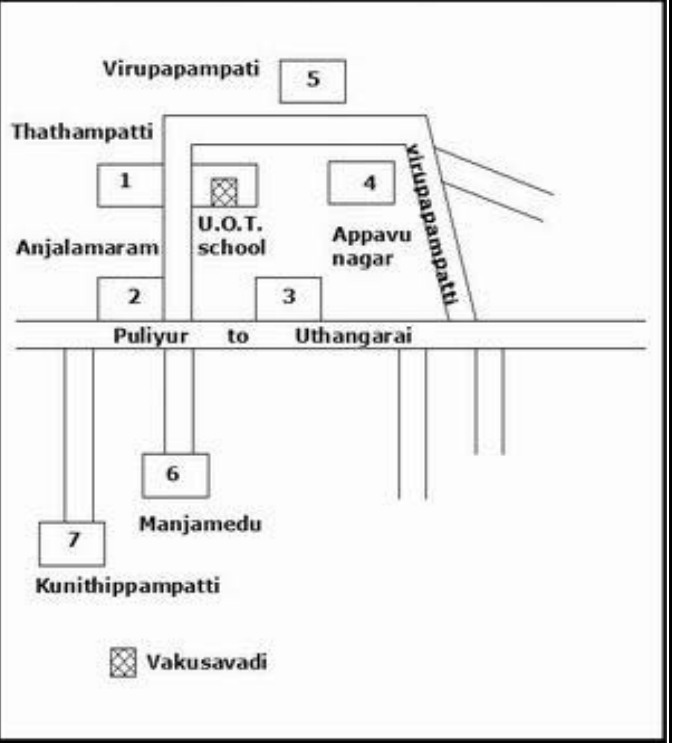 Virupapampati
5
Thathampatti
1
4
virupapampatti
U.O.T.
school
Appavu
nagar
Anjalamaram
2
3
Puliyur to Uthangarai
6
Manjamedu
7
Kunithippampatti
Vakusavadi